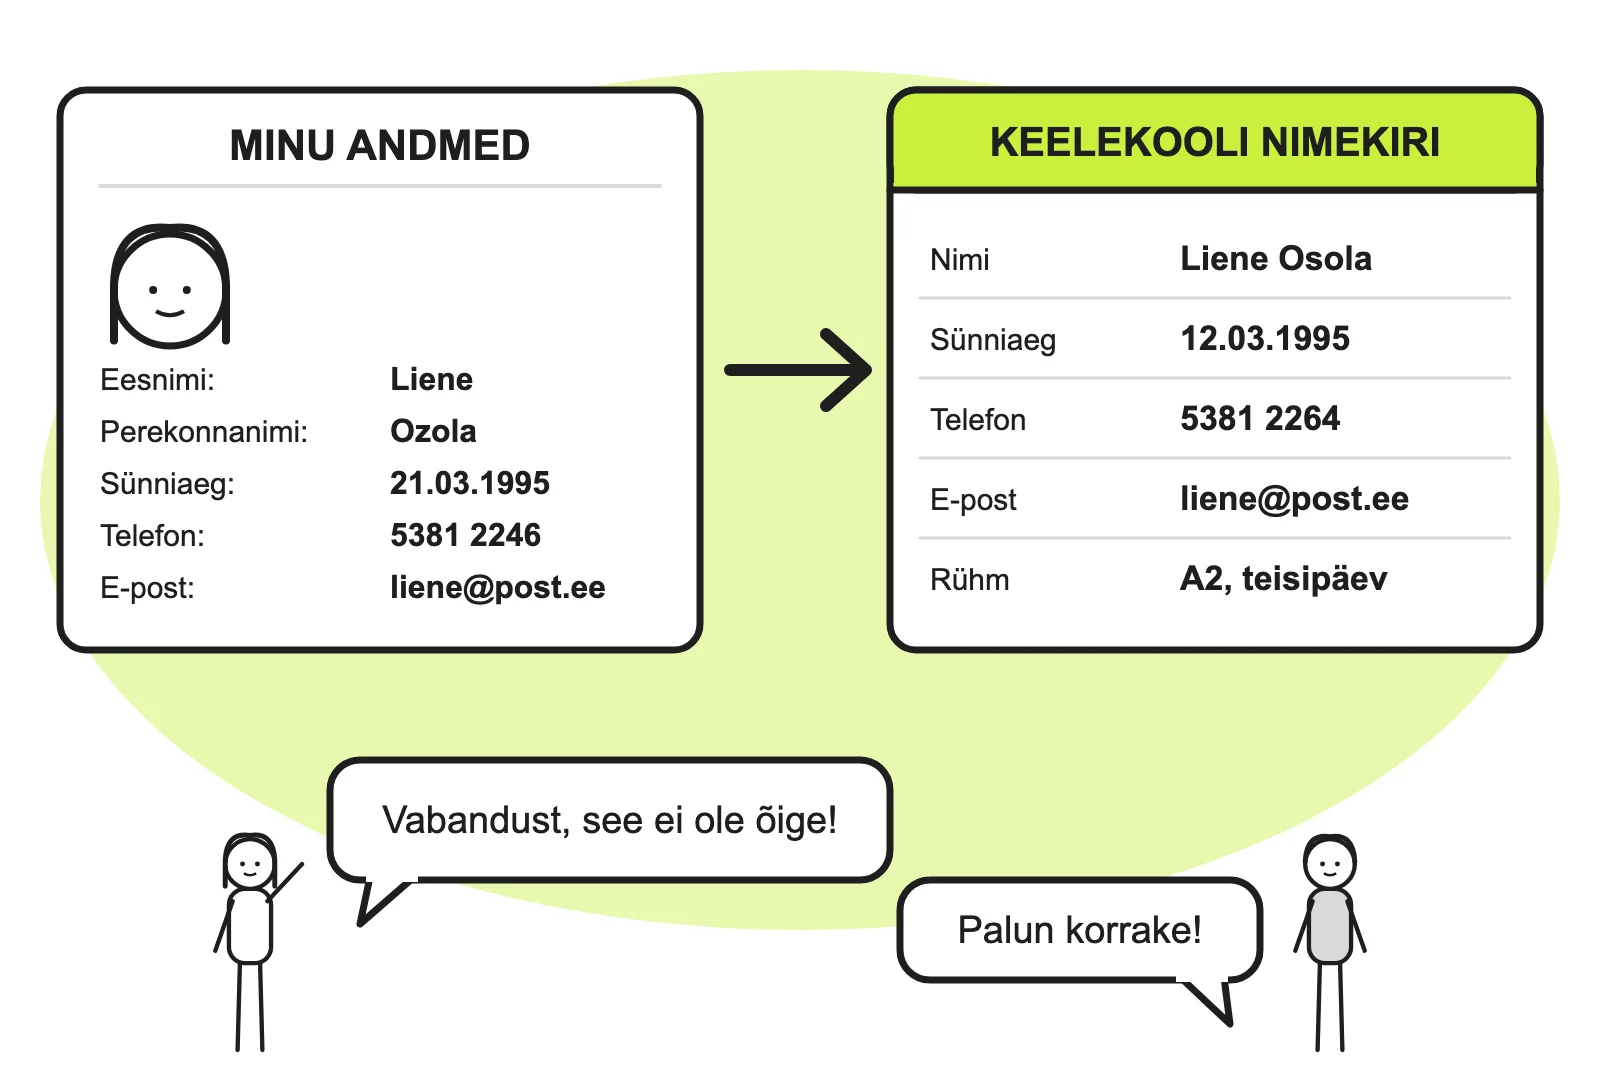 MINU ANDMED
Eesnimi: Liene
Perekonnanimi: Ozola
Sünniaeg: 21.03.1995
Telefon: 5381 2246
E-post: liene@post.ee
KEELEKOOLI NIMEKIRI
Nimi Liene Osola
Sünniaeg 12.03.1995
Telefon 5381 2264
E-post liene@post.ee
Rühm A2, teisipäev
Vabandust, see ei ole õige!
Palun korrake!